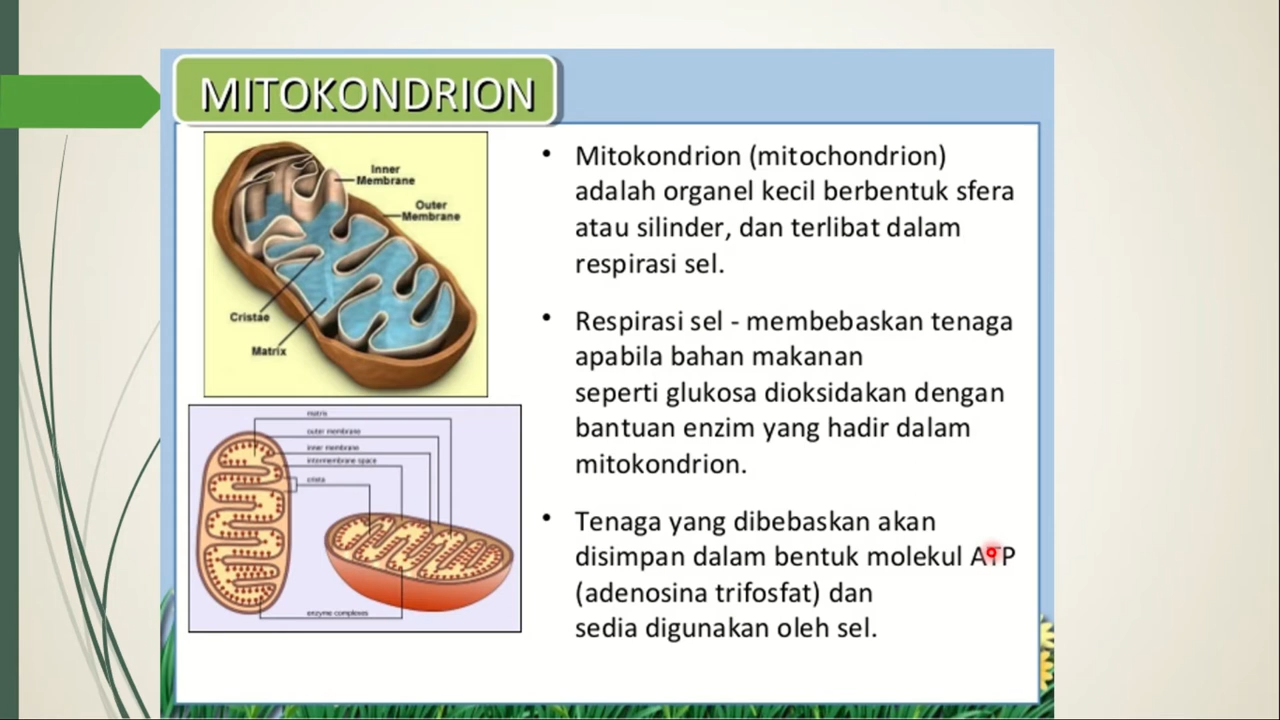 MITOKONDRION
Inner
Membrane
Outer
Membrane
Cristae
Matrix
matrix
outer membrane
inner membrane
intermembrane space
crista
enzyme complexes
• Mitokondrion (mitochondrion)
adalah organel kecil berbentuk sfera
atau silinder, dan terlibat dalam
respirasi sel.
• Respirasi sel - membebaskan tenaga
apabila bahan makanan
seperti glukosa dioksidakan dengan
bantuan enzim yang hadir dalam
mitokondrion.
• Tenaga yang dibebaskan akan
disimpan dalam bentuk molekul ATP
(adenosina trifosfat) dan
sedia digunakan oleh sel.